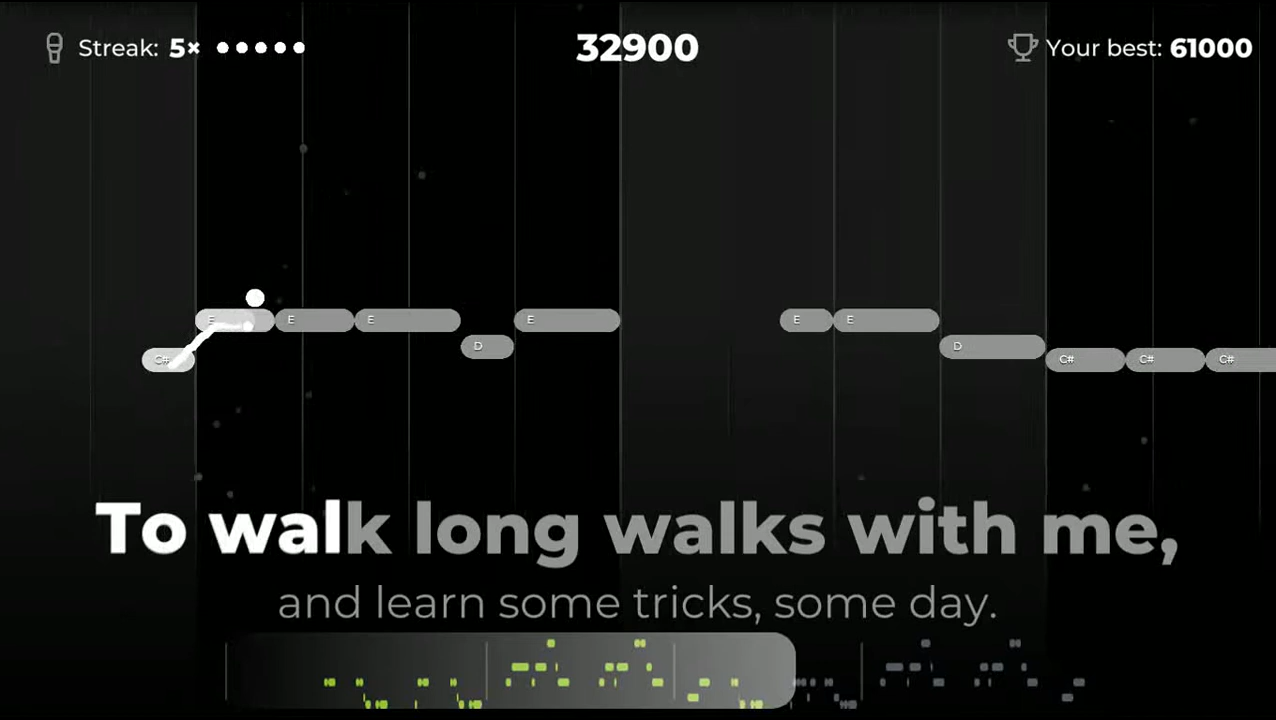 Streak: 5× 32900 Your best: 61000
E E E E E E
D D
C# C# C# C#
To walk long walks with me,
and learn some tricks, some day.